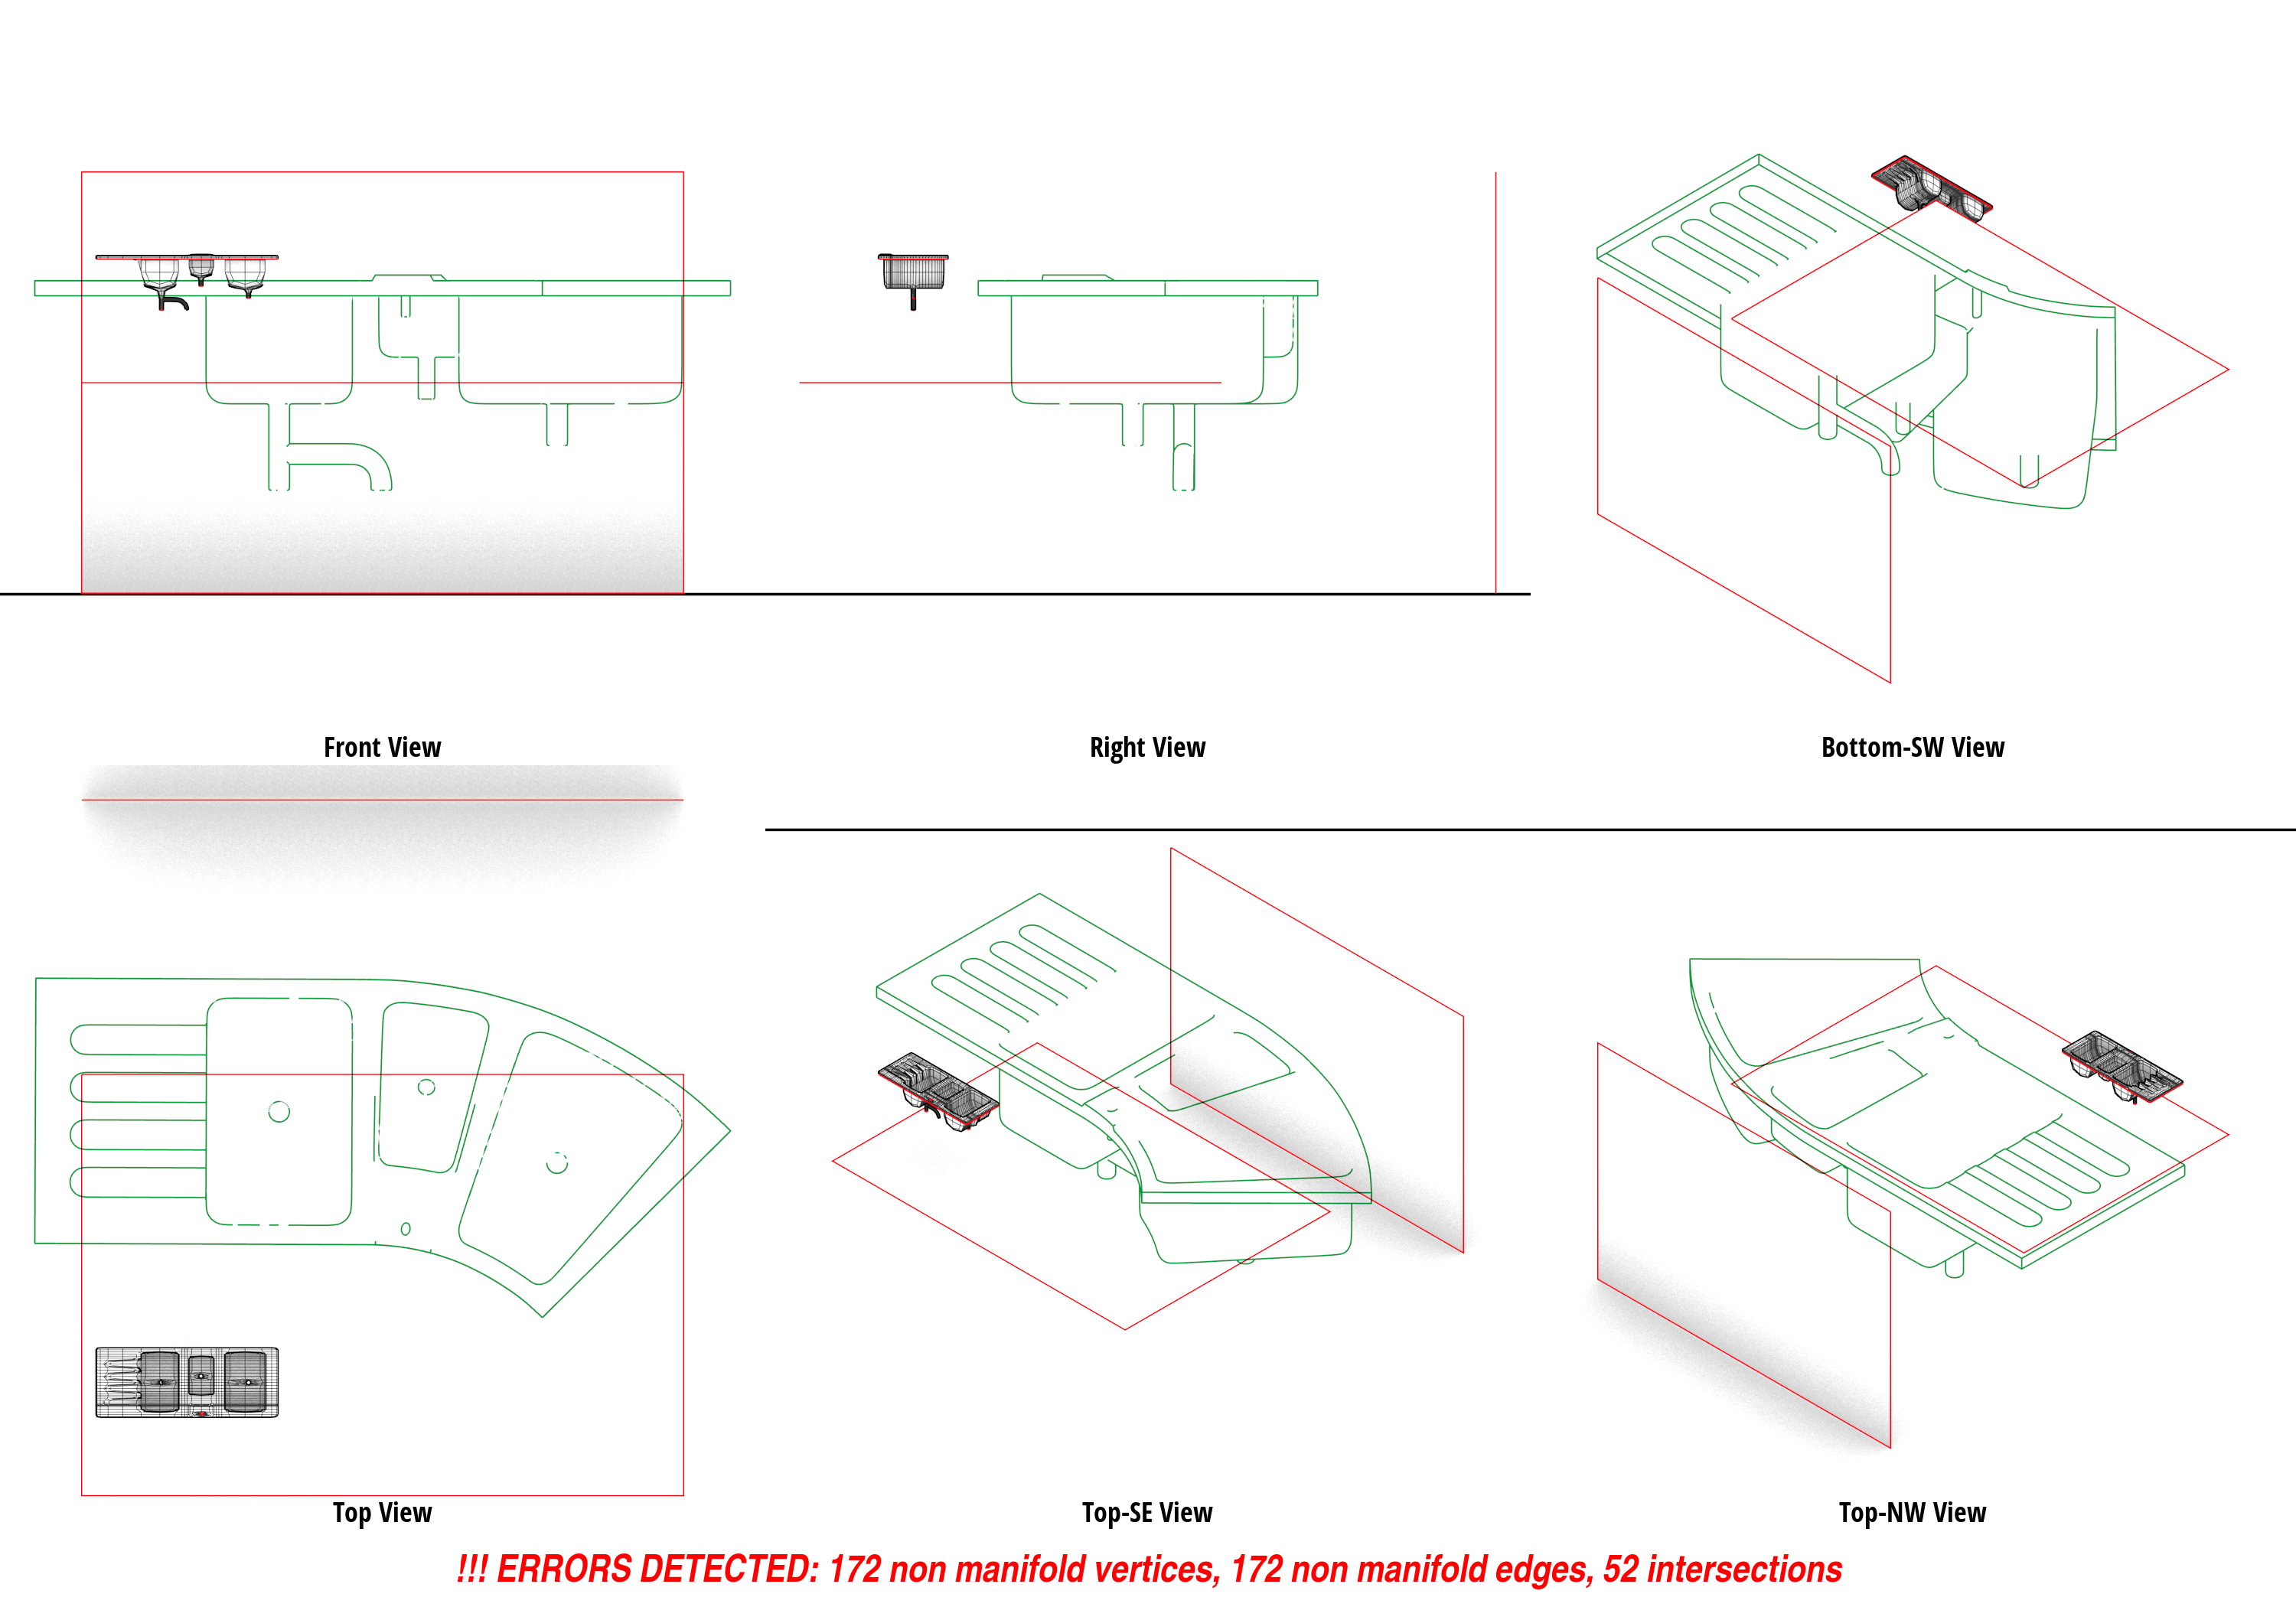 Front View
Right View
Bottom-SW View
Top View
Top-SE View
Top-NW View
!!! ERRORS DETECTED: 172 non manifold vertices, 172 non manifold edges, 52 intersections